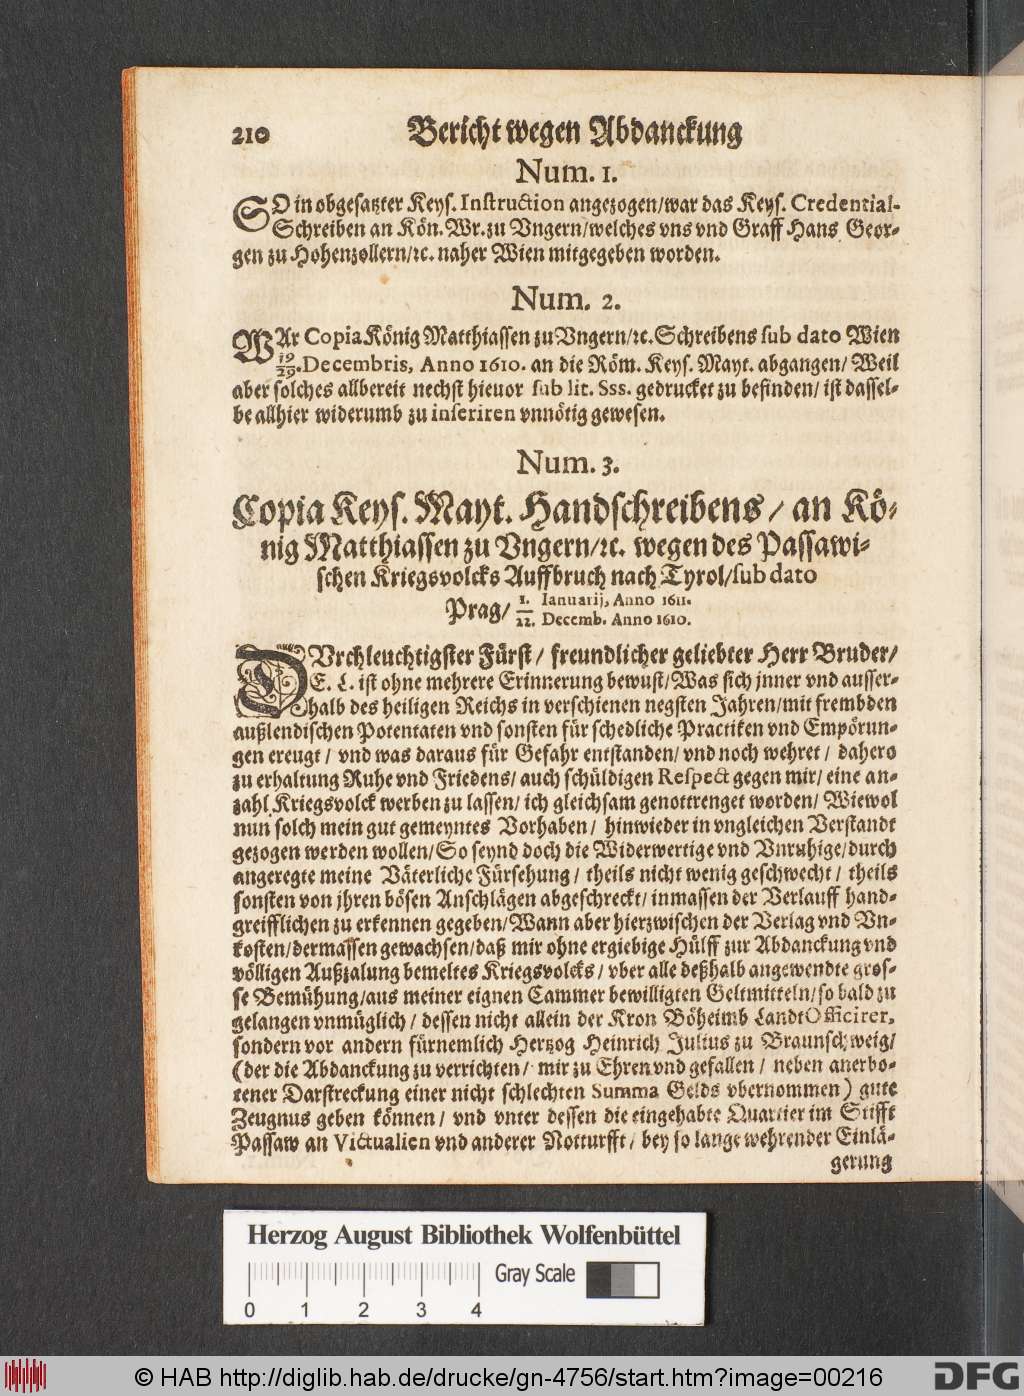 210 Bericht wegen Abdanckung
Num. 1.
SO in obgesatzter Keys. Instruction angezogen/war das Keys. Credential-
Schreiben an Kön. Wr. zu Vngern/welches vns vnd Graff Hans Geor-
gen zu Hohenzollern/ꝛc. naher Wien mitgegeben worden.
Num. 2.
WAr Copia König Matthiassen zu Vngern/ꝛc. Schreibens sub dato Wien
19/29. Decembris, Anno 1610. an die Röm. Keys. Mayt. abgangen/ Weil
aber solches allbereit nechst hieuor sub lit. Sss. gedrucket zu befinden/ ist dassel-
be allhier widerumb zu inseriren vnnötig gewesen.
Num. 3.
Copia Keys. Mayt. Handschreibens / an Kö-
nig Matthiassen zu Vngern/ꝛc. wegen des Passawi-
schen Kriegsvolcks Auffbruch nach Tyrol/sub dato
Prag/ 1. Ianuarij, Anno 1611.
22. Decemb. Anno 1610.
DVrchleuchtigster Fürst / freundlicher geliebter Herr Bruder/
E. L. ist ohne mehrere Erinnerung bewust/Was sich jnner vnd ausser-
halb des heiligen Reichs in verschienen negsten Jahren/mit frembden
außlendischen Potentaten vnd sonsten für schedliche Practiken vnd Empörun-
gen ereugt / vnd was daraus für Gefahr entstanden/ vnd noch wehret / dahero
zu erhaltung Ruhe vnd Friedens/ auch schüldigen Respect gegen mir/ eine an-
zahl Kriegsvolck werben zu lassen/ ich gleichsam genottrenget worden/ Wiewol
nun solch mein gut gemeyntes Vorhaben / hinwieder in vngleichen Verstandt
gezogen werden wollen/So seynd doch die Widerwertige vnd Vnruhige/durch
angeregte meine Väterliche Fürsehung / theils nicht wenig geschwecht / theils
sonsten von jhren bösen Anschlägen abgeschreckt/ inmassen der Verlauff hand-
greifflichen zu erkennen gegeben/Wann aber hierzwischen der Verlag vnd Vn-
kosten/dermassen gewachsen/daß mir ohne ergiebige Hülff zur Abdanckung vnd
völligen Außzalung bemeltes Kriegsvolcks / vber alle deßhalb angewendte gros-
se Bemühung/aus meiner eignen Cammer bewilligten Geltmitteln/so bald zu
gelangen vnmüglich / dessen nicht allein der Kron Böheimb Landt Officirer,
sondern vor andern fürnemlich Hertzog Heinrich Julius zu Braunschweig/
(der die Abdanckung zu verrichten / mir zu Ehren vnd gefallen / neben anerbo-
tener Darstreckung einer nicht schlechten Summa Gelds vbernommen) gute
Zeugnus geben können / vnd vnter dessen die eingehabte Quartier im Stifft
Passaw an Victualien vnd anderer Notturfft / bey so lange wehrender Einlä-
gerung
Herzog August Bibliothek Wolfenbüttel
Gray Scale
0 1 2 3 4
© HAB http://diglib.hab.de/drucke/gn-4756/start.htm?image=00216
DFG